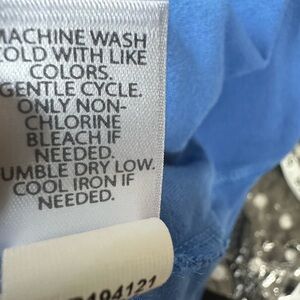 MACHINE WASH
COLD WITH LIKE
COLORS.
GENTLE CYCLE.
ONLY NON-
CHLORINE
BLEACH IF
NEEDED.
TUMBLE DRY LOW.
COOL IRON IF
NEEDED.
194121